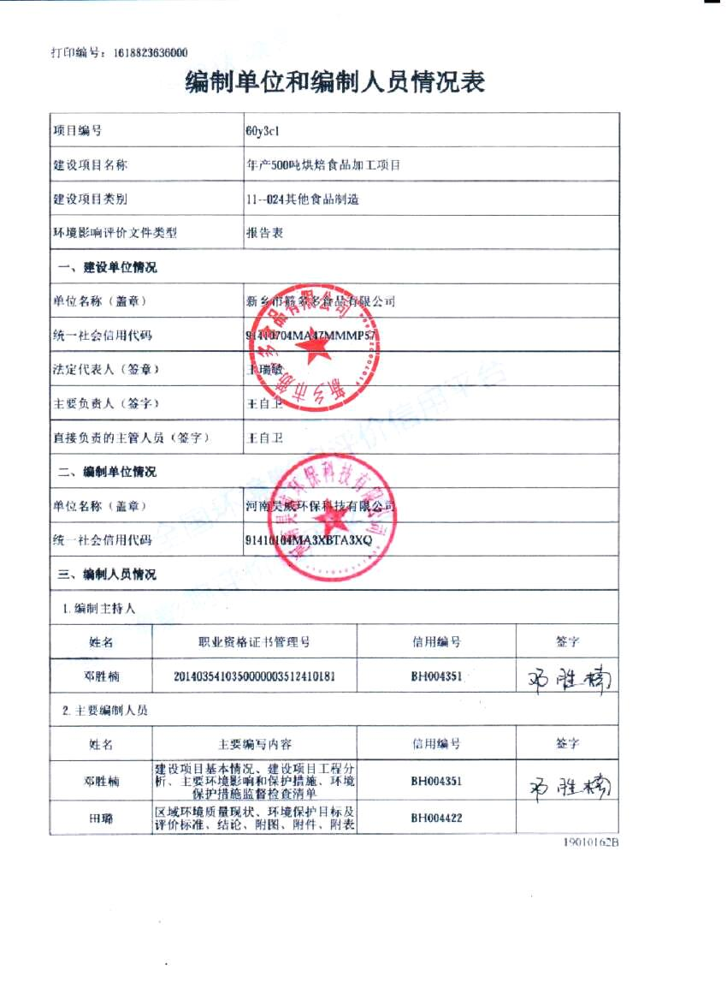 打印编号：1618823636000
编制单位和编制人员情况表
项目编号 60y3c1
建设项目名称 年产500吨烘焙食品加工项目
建设项目类别 11--024其他食品制造
环境影响评价文件类型 报告表
一、建设单位情况
单位名称（盖章） 新乡市筋多多食品有限公司
统一社会信用代码 91410704MA47MMMP57
法定代表人（签章） 王瑞敏
主要负责人（签字） 王自卫
直接负责的主管人员（签字） 王自卫
二、编制单位情况
单位名称（盖章） 河南昊威环保科技有限公司
统一社会信用代码 91410104MA3XBTA3XQ
三、编制人员情况
1.编制主持人
姓名 职业资格证书管理号 信用编号 签字
邓胜楠 2014035410350000003512410181 BH004351 邓胜楠
2.主要编制人员
姓名 主要编写内容 信用编号 签字
建设项目基本情况、建设项目工程分
邓胜楠 析、主要环境影响和保护措施、环境 BH004351 邓胜楠
保护措施监督检查清单
田璐 区域环境质量现状、环境保护目标及 BH004422
评价标准、结论、附图、附件、附表
19010162B